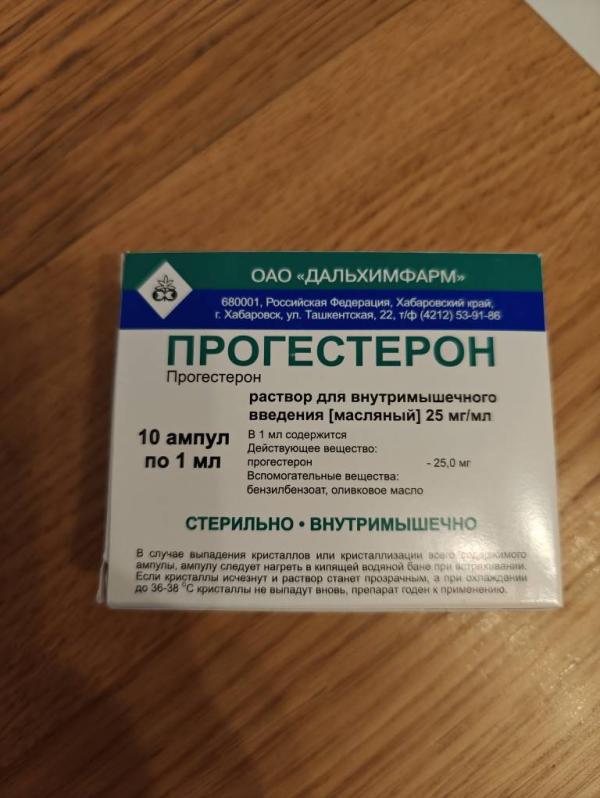 ОАО «ДАЛЬХИМФАРМ»
680001, Российская Федерация, Хабаровский край,
г. Хабаровск, ул. Ташкентская, 22, т/ф (4212) 53-91-86
ПРОГЕСТЕРОН
Прогестерон
раствор для внутримышечного
введения [масляный] 25 мг/мл
10 ампул
по 1 мл
В 1 мл содержится
Действующее вещество:
прогестерон - 25,0 мг
Вспомогательные вещества:
бензилбензоат, оливковое масло
СТЕРИЛЬНО • ВНУТРИМЫШЕЧНО
В случае выпадения кристаллов или кристаллизации всего содержимого
ампулы, ампулу следует нагреть в кипящей водяной бане при встряхивании.
Если кристаллы исчезнут и раствор станет прозрачным, а при охлаждении
до 36-38 °С кристаллы не выпадут вновь, препарат годен к применению.